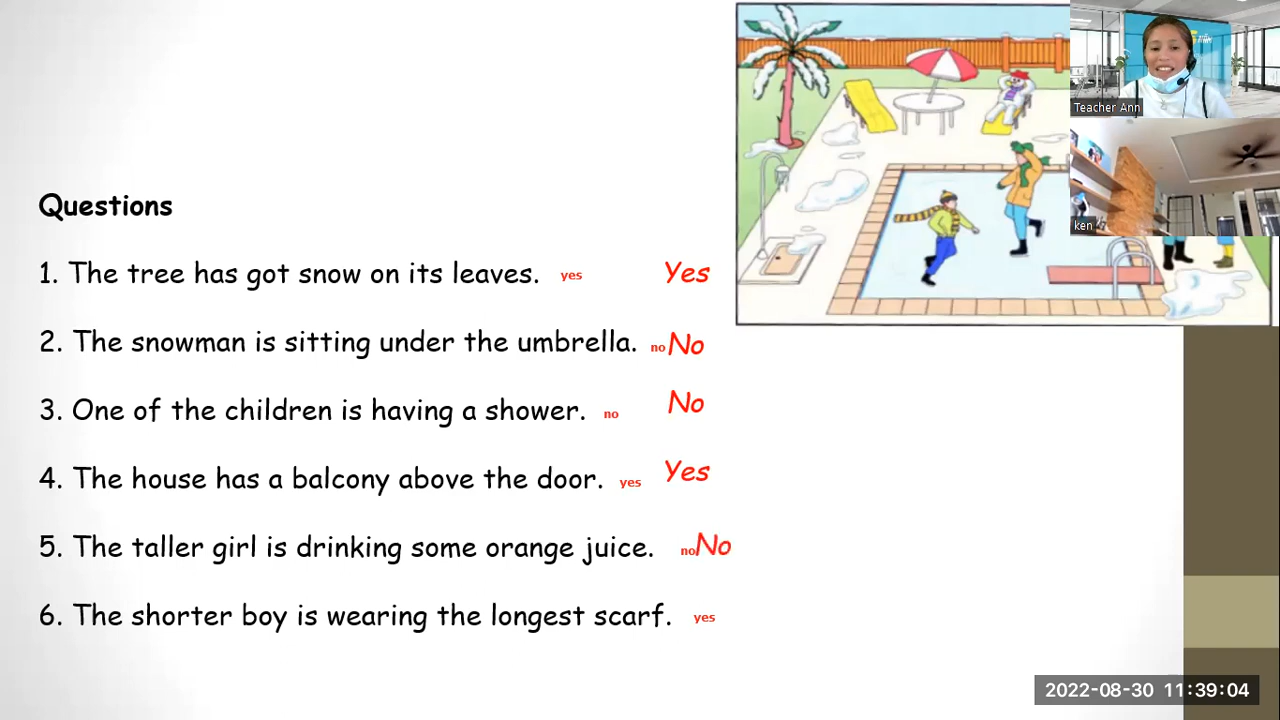 Questions
1. The tree has got snow on its leaves. yes Yes
2. The snowman is sitting under the umbrella. no No
3. One of the children is having a shower. no No
4. The house has a balcony above the door. yes Yes
5. The taller girl is drinking some orange juice. no No
6. The shorter boy is wearing the longest scarf. yes
Teacher Ann
ken
2022-08-30 11:39:04